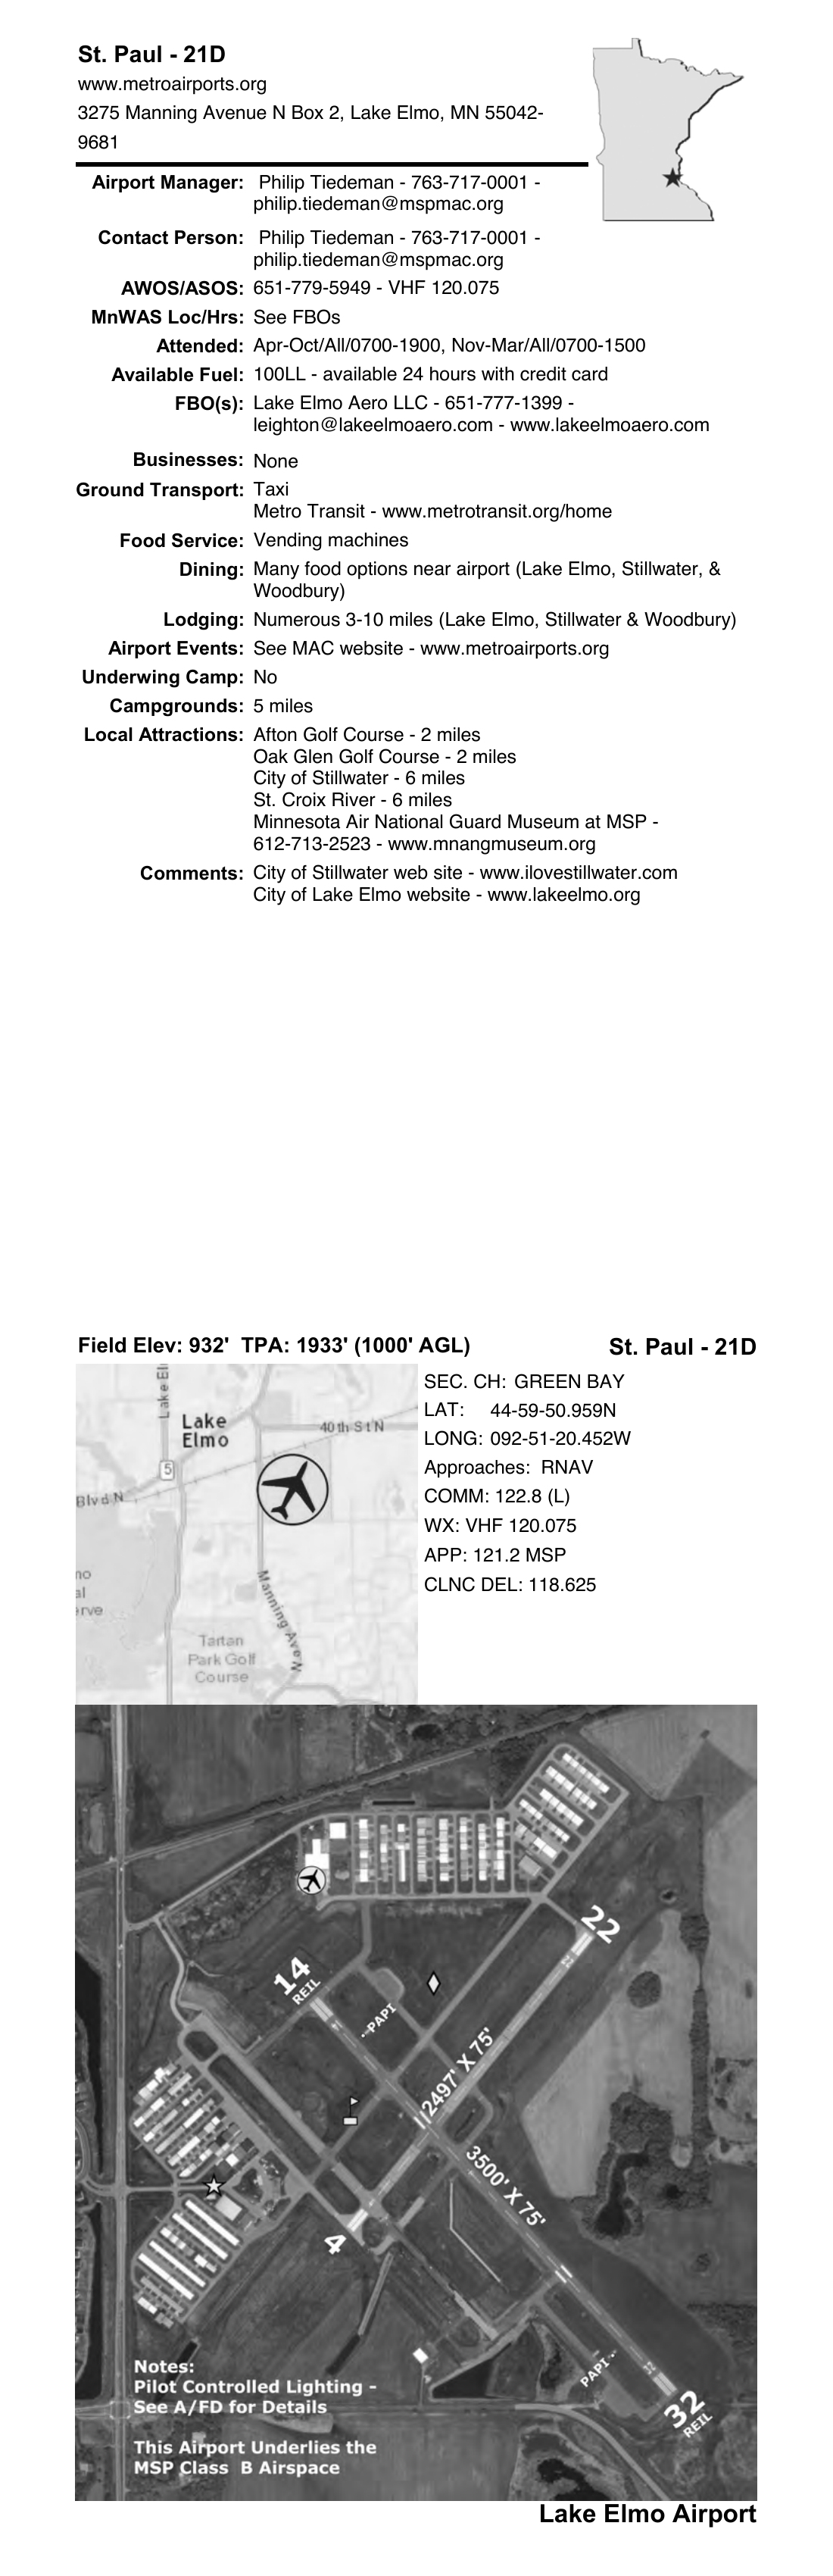 St. Paul - 21D
www.metroairports.org
3275 Manning Avenue N Box 2, Lake Elmo, MN 55042-
9681
Airport Manager: Philip Tiedeman - 763-717-0001 -
philip.tiedeman@mspmac.org
Contact Person: Philip Tiedeman - 763-717-0001 -
philip.tiedeman@mspmac.org
AWOS/ASOS: 651-779-5949 - VHF 120.075
MnWAS Loc/Hrs: See FBOs
Attended: Apr-Oct/All/0700-1900, Nov-Mar/All/0700-1500
Available Fuel: 100LL - available 24 hours with credit card
FBO(s): Lake Elmo Aero LLC - 651-777-1399 -
leighton@lakeelmoaero.com - www.lakeelmoaero.com
Businesses: None
Ground Transport: Taxi
Metro Transit - www.metrotransit.org/home
Food Service: Vending machines
Dining: Many food options near airport (Lake Elmo, Stillwater, &
Woodbury)
Lodging: Numerous 3-10 miles (Lake Elmo, Stillwater & Woodbury)
Airport Events: See MAC website - www.metroairports.org
Underwing Camp: No
Campgrounds: 5 miles
Local Attractions: Afton Golf Course - 2 miles
Oak Glen Golf Course - 2 miles
City of Stillwater - 6 miles
St. Croix River - 6 miles
Minnesota Air National Guard Museum at MSP -
612-713-2523 - www.mnangmuseum.org
Comments: City of Stillwater web site - www.ilovestillwater.com
City of Lake Elmo website - www.lakeelmo.org
Field Elev: 932' TPA: 1933' (1000' AGL)
St. Paul - 21D
Lake El
Lake
Elmo
40th St N
5
Blvd N
Manning Ave N
Tartan
Park Golf
Course
SEC. CH: GREEN BAY
LAT: 44-59-50.959N
LONG: 092-51-20.452W
Approaches: RNAV
COMM: 122.8 (L)
WX: VHF 120.075
APP: 121.2 MSP
CLNC DEL: 118.625
22
14
REIL
PAPI
2497' X 75'
3500' X 75'
4
PAPI
32
REIL
Notes:
Pilot Controlled Lighting -
See A/FD for Details
This Airport Underlies the
MSP Class B Airspace
Lake Elmo Airport